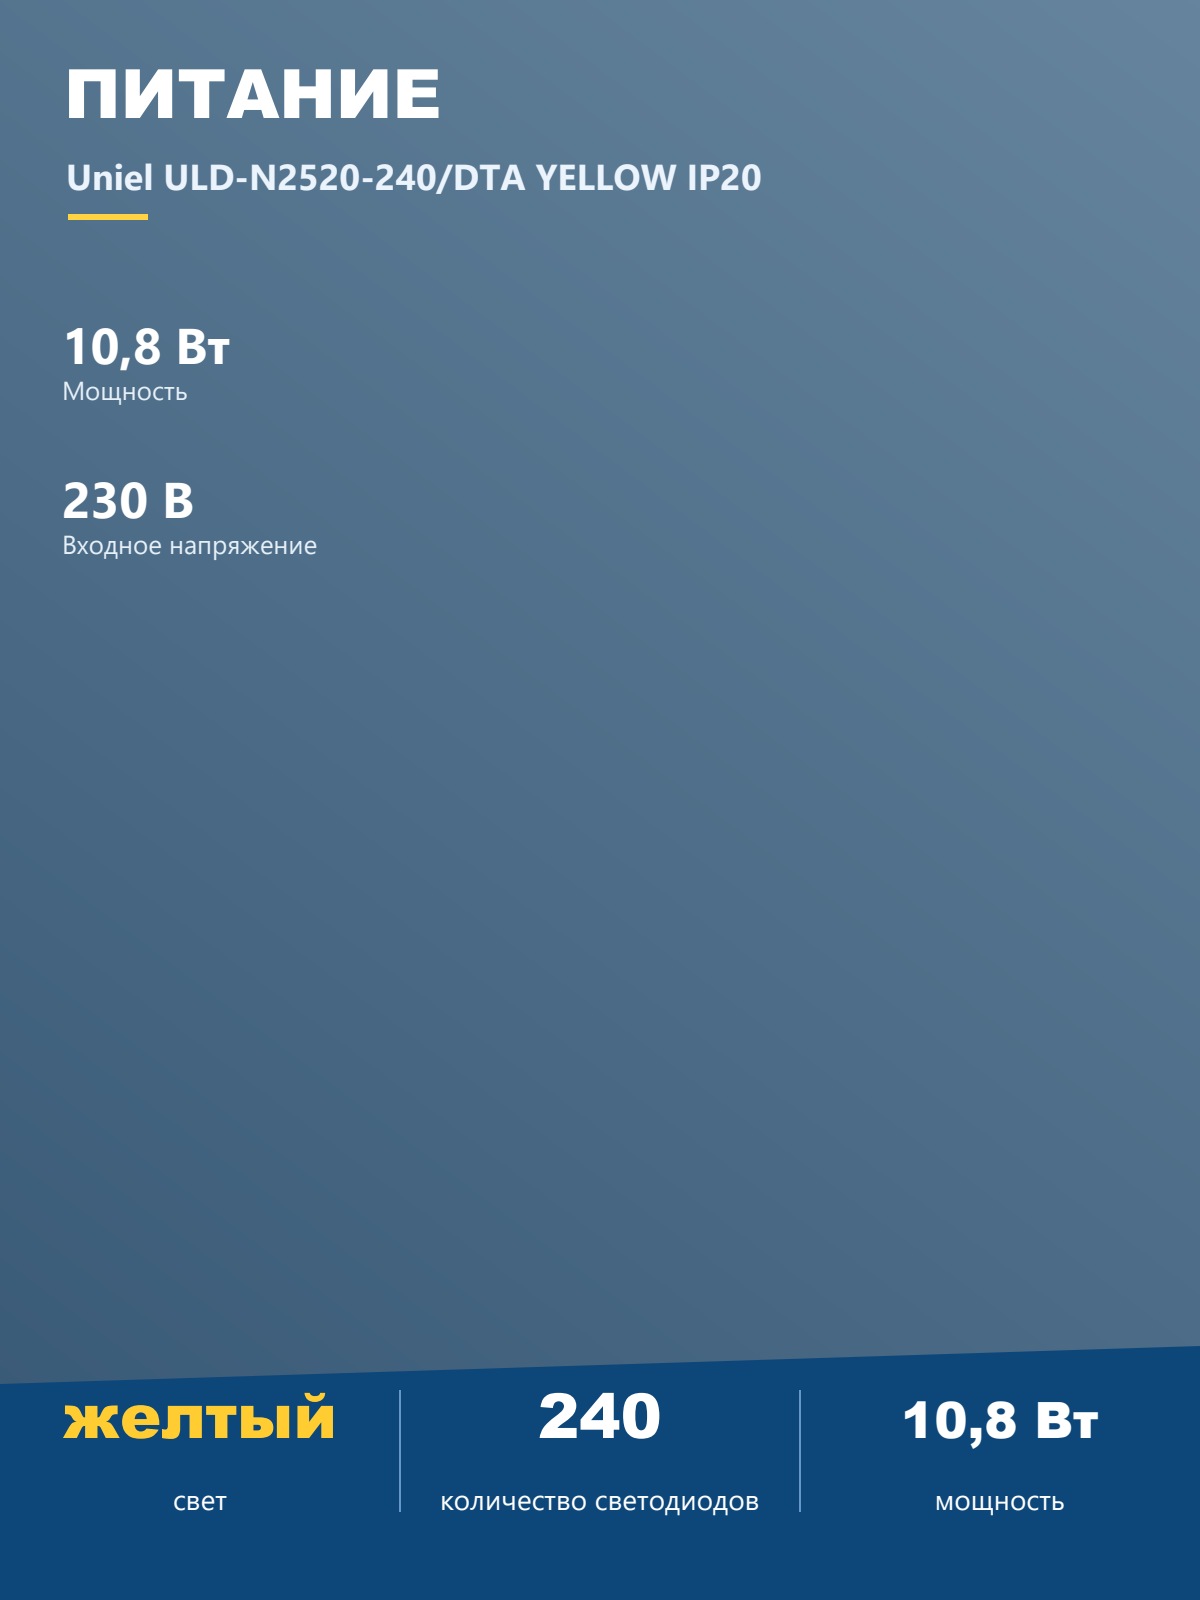 ПИТАНИЕ
Uniel ULD-N2520-240/DTA YELLOW IP20
10,8 Вт
Мощность
230 В
Входное напряжение
желтый
свет
240
количество светодиодов
10,8 Вт
мощность